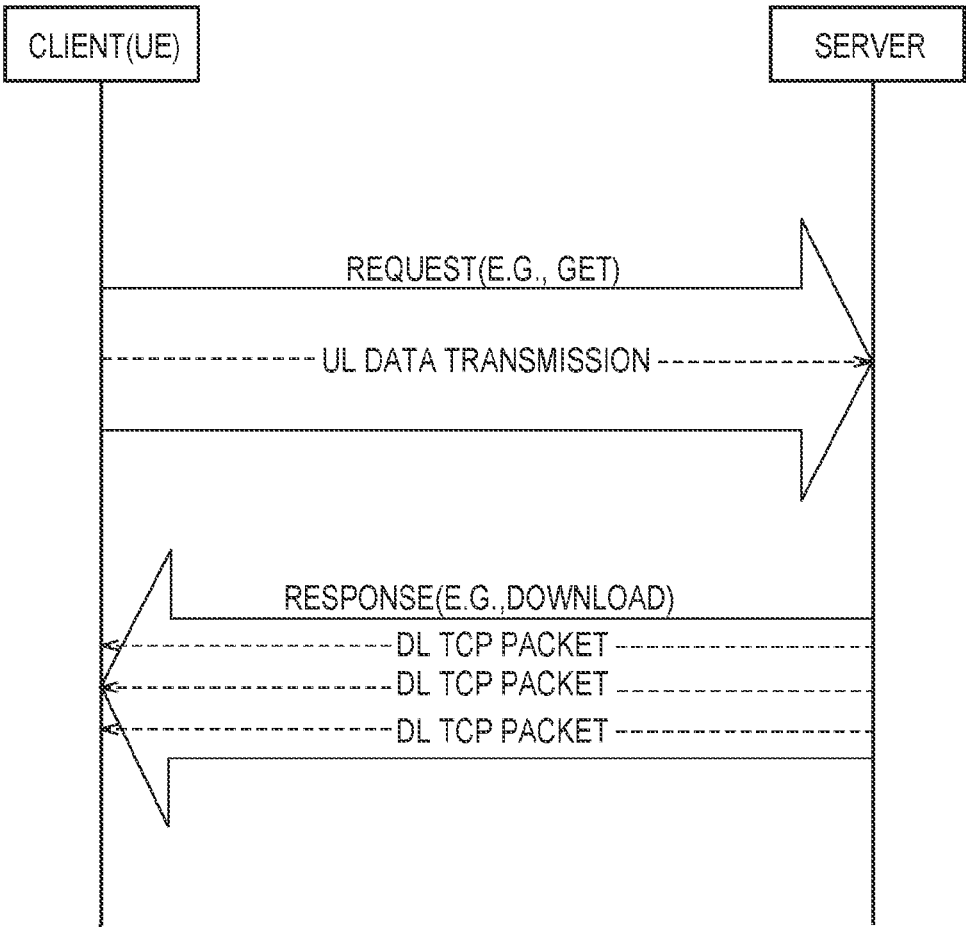 CLIENT(UE)
SERVER
REQUEST(E.G., GET)
UL DATA TRANSMISSION
RESPONSE(E.G.,DOWNLOAD)
DL TCP PACKET
DL TCP PACKET
DL TCP PACKET